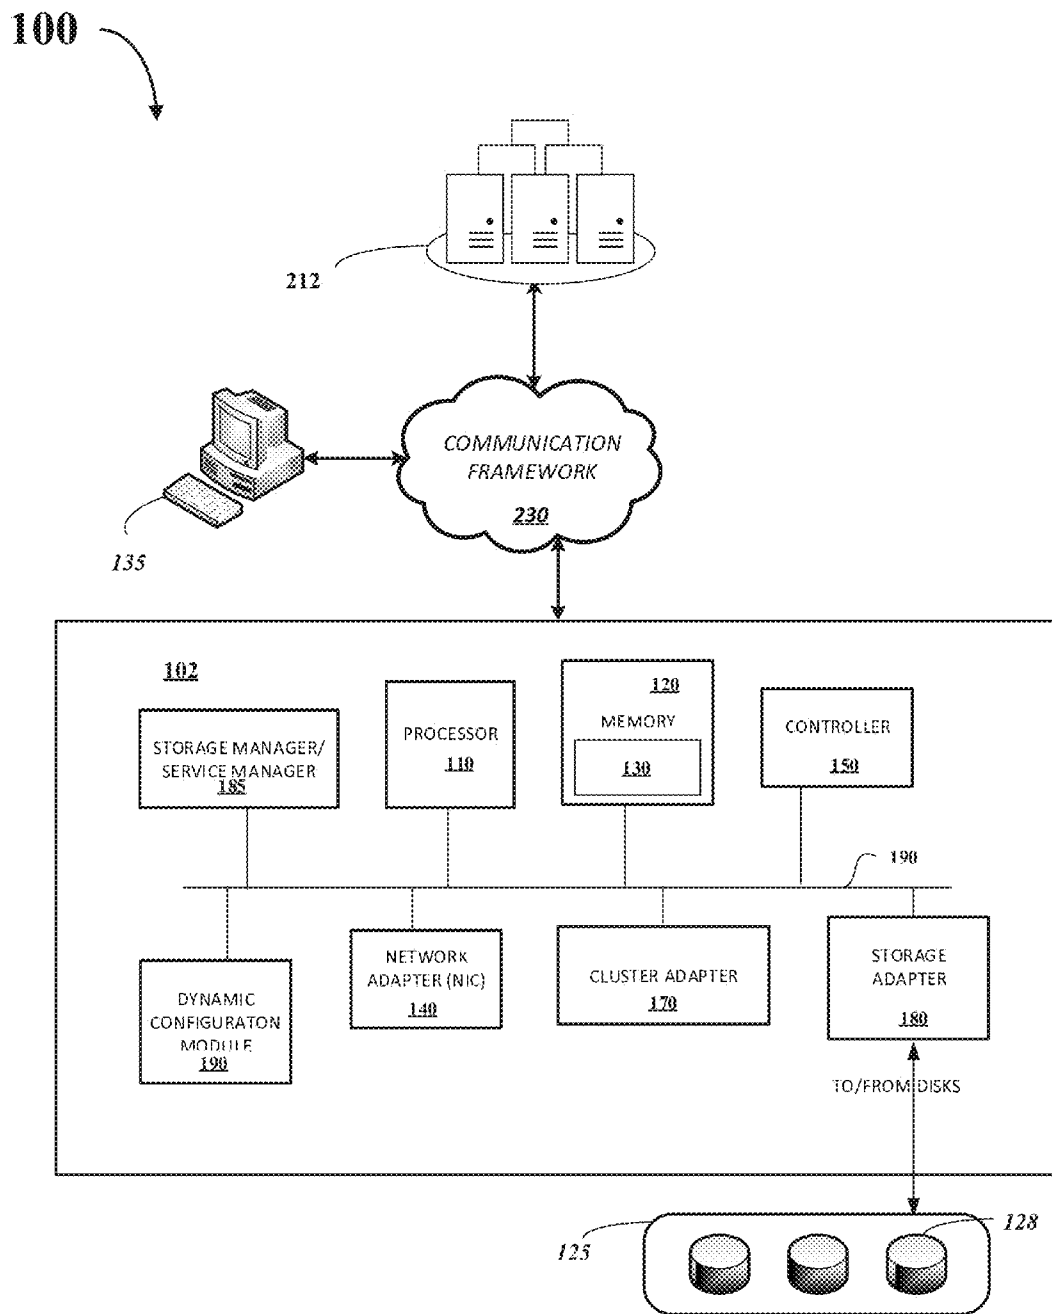 100
212
COMMUNICATION
FRAMEWORK
230
135
102
STORAGE MANAGER/
SERVICE MANAGER
185
PROCESSOR
110
120
MEMORY
130
CONTROLLER
150
190
DYNAMIC
CONFIGURATON
MODULE
190
NETWORK
ADAPTER (NIC)
140
CLUSTER ADAPTER
170
STORAGE
ADAPTER
180
TO/FROM DISKS
125
128